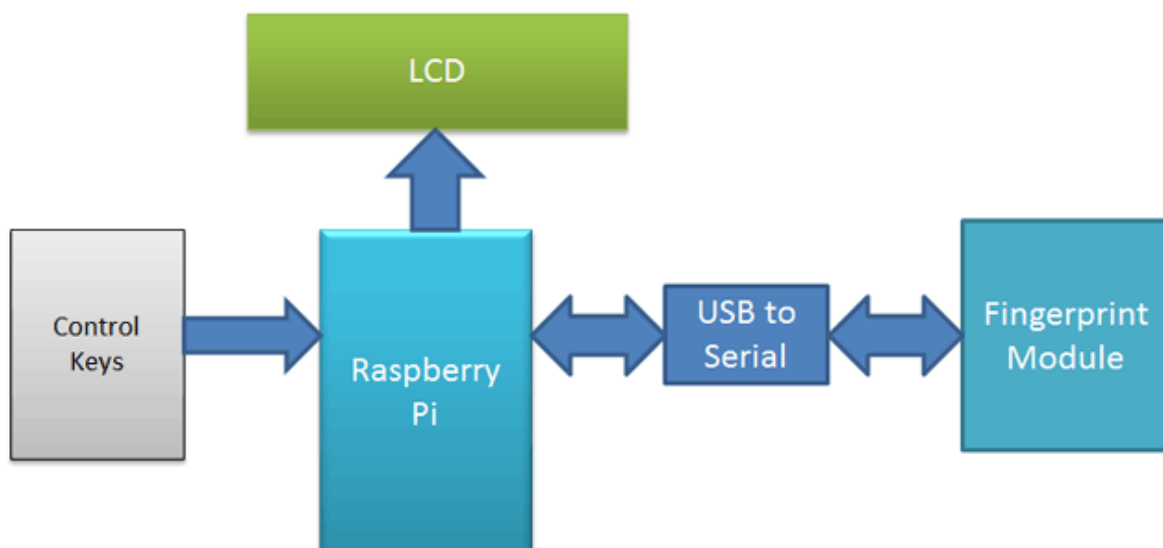 LCD
Control
Keys
Raspberry
Pi
USB to
Serial
Fingerprint
Module